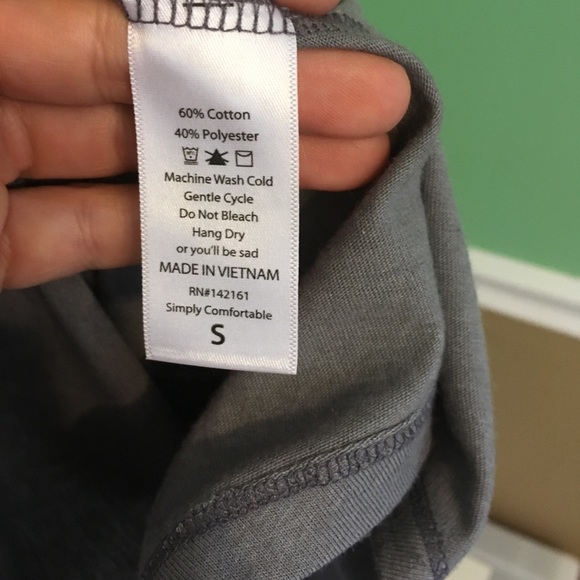 60% Cotton
40% Polyester
Machine Wash Cold
Gentle Cycle
Do Not Bleach
Hang Dry
or you'll be sad
MADE IN VIETNAM
RN#142161
Simply Comfortable
S